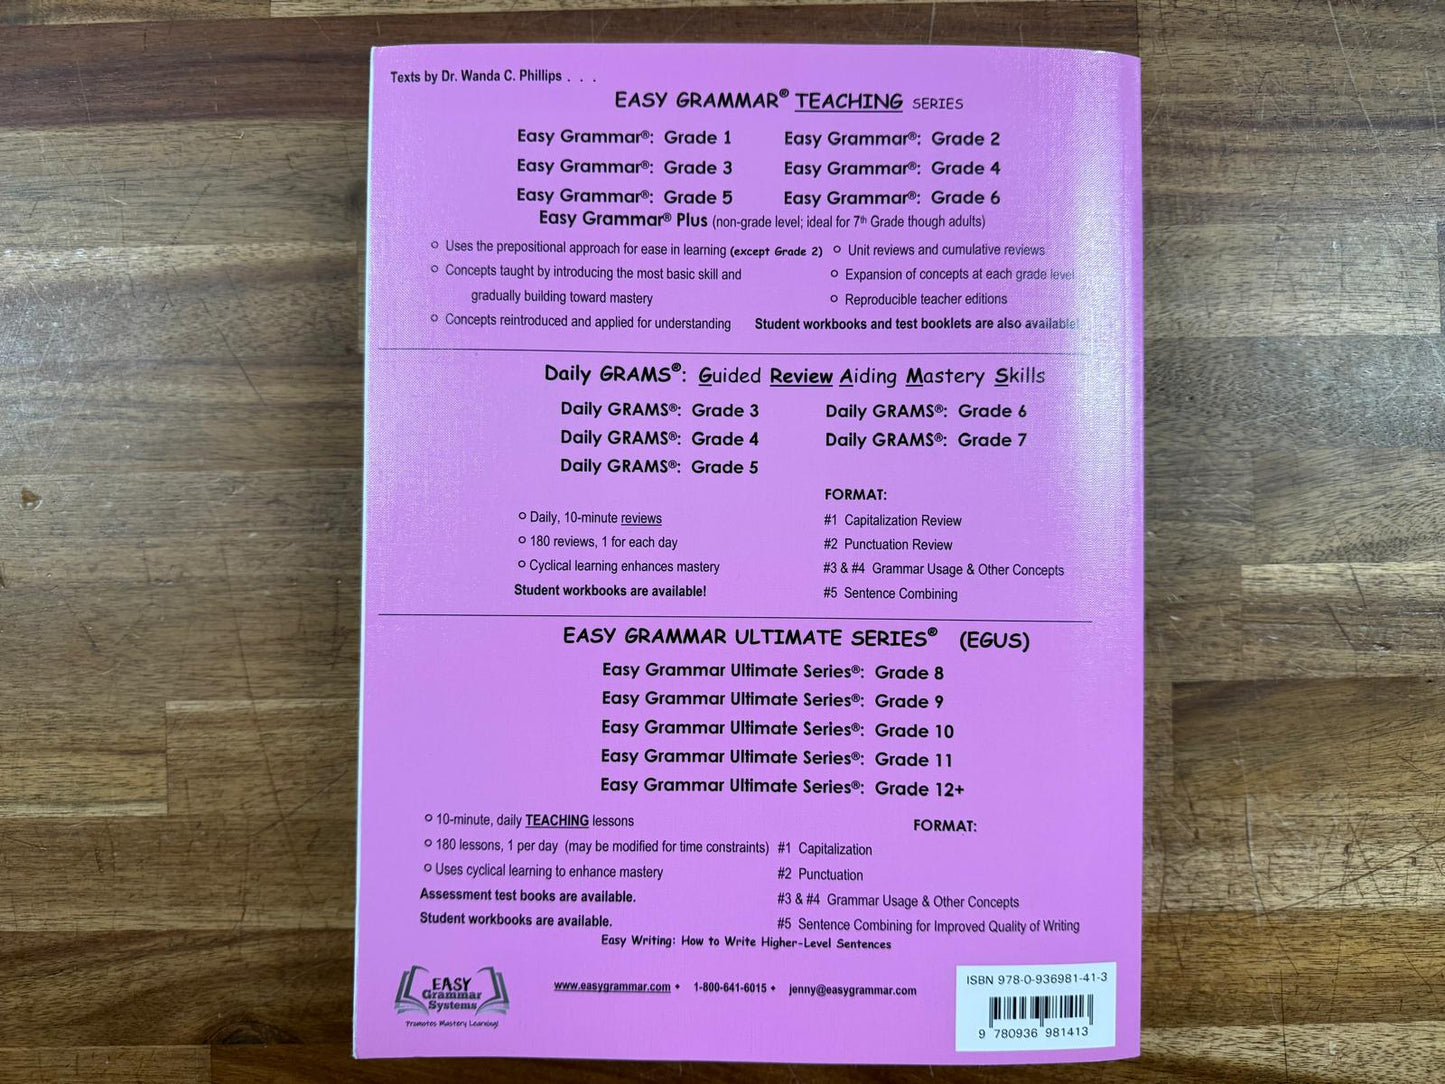 Texts by Dr. Wanda C. Phillips . . .
EASY GRAMMAR® TEACHING SERIES
Easy Grammar®: Grade 1 Easy Grammar®: Grade 2
Easy Grammar®: Grade 3 Easy Grammar®: Grade 4
Easy Grammar®: Grade 5 Easy Grammar®: Grade 6
Easy Grammar® Plus (non-grade level; ideal for 7th Grade though adults)
Uses the prepositional approach for ease in learning (except Grade 2)
Concepts taught by introducing the most basic skill and
gradually building toward mastery
Concepts reintroduced and applied for understanding
Unit reviews and cumulative reviews
Expansion of concepts at each grade level
Reproducible teacher editions
Student workbooks and test booklets are also available!
Daily GRAMS®: Guided Review Aiding Mastery Skills
Daily GRAMS®: Grade 3 Daily GRAMS®: Grade 6
Daily GRAMS®: Grade 4 Daily GRAMS®: Grade 7
Daily GRAMS®: Grade 5
Daily, 10-minute reviews
180 reviews, 1 for each day
Cyclical learning enhances mastery
Student workbooks are available!
FORMAT:
#1 Capitalization Review
#2 Punctuation Review
#3 & #4 Grammar Usage & Other Concepts
#5 Sentence Combining
EASY GRAMMAR ULTIMATE SERIES® (EGUS)
Easy Grammar Ultimate Series®: Grade 8
Easy Grammar Ultimate Series®: Grade 9
Easy Grammar Ultimate Series®: Grade 10
Easy Grammar Ultimate Series®: Grade 11
Easy Grammar Ultimate Series®: Grade 12+
10-minute, daily TEACHING lessons
180 lessons, 1 per day (may be modified for time constraints)
Uses cyclical learning to enhance mastery
Assessment test books are available.
Student workbooks are available.
FORMAT:
#1 Capitalization
#2 Punctuation
#3 & #4 Grammar Usage & Other Concepts
#5 Sentence Combining for Improved Quality of Writing
Easy Writing: How to Write Higher-Level Sentences
EASY
Grammar
Systems
Promotes Mastery Learning!
www.easygrammar.com • 1-800-641-6015 • jenny@easygrammar.com
ISBN 978-0-936981-41-3
9 780936 981413